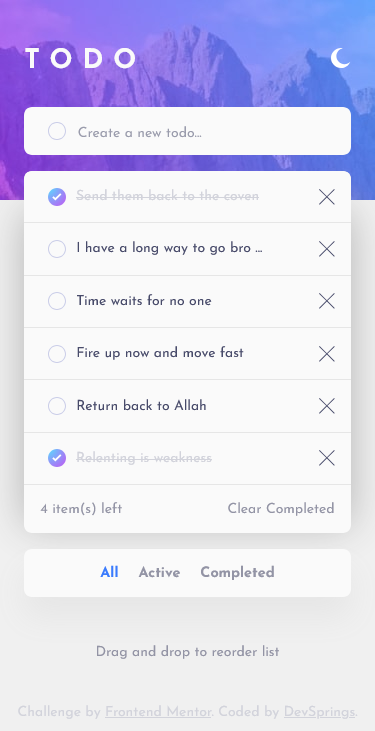 TODO
Create a new todo...
Send them back to the coven
I have a long way to go bro ...
Time waits for no one
Fire up now and move fast
Return back to Allah
Relenting is weakness
4 item(s) left Clear Completed
All Active Completed
Drag and drop to reorder list
Challenge by Frontend Mentor. Coded by DevSprings.